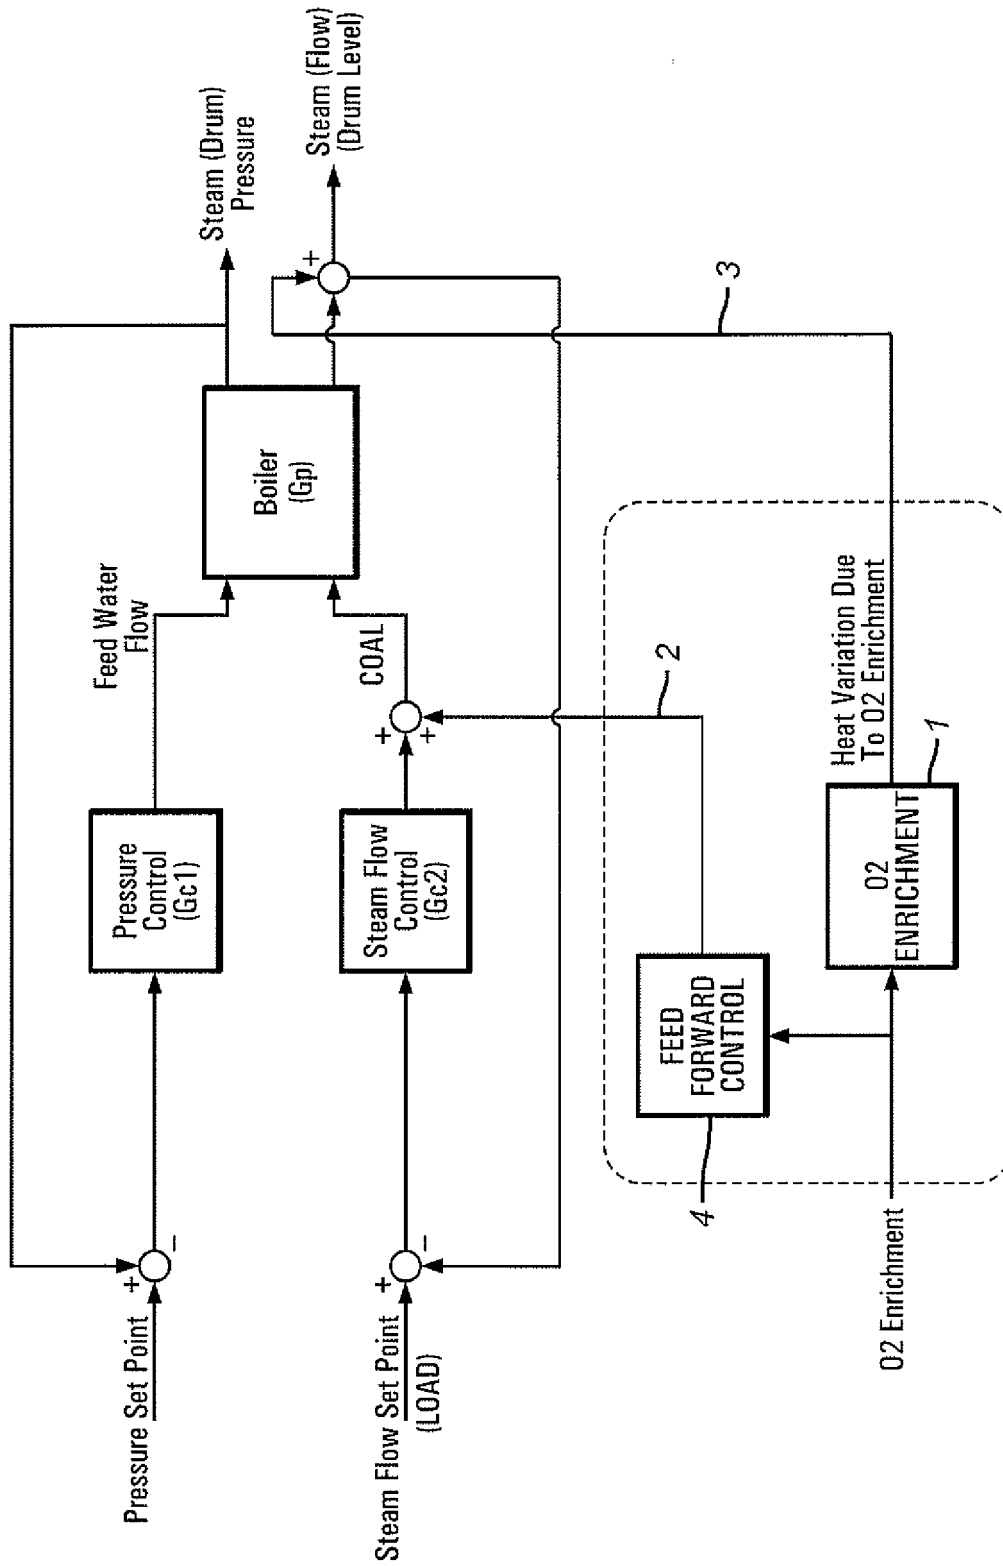 Pressure Set Point
+
−
Pressure
Control
(Gc1)
Feed Water
Flow
Boiler
(Gp)
Steam (Drum)
Pressure
Steam (Flow)
(Drum Level)
+
Steam Flow Set Point
(LOAD)
+
−
Steam Flow
Control
(Gc2)
+
+
COAL
2
3
4
FEED
FORWARD
CONTROL
O2 Enrichment
O2
ENRICHMENT
1
Heat Variation Due
To O2 Enrichment